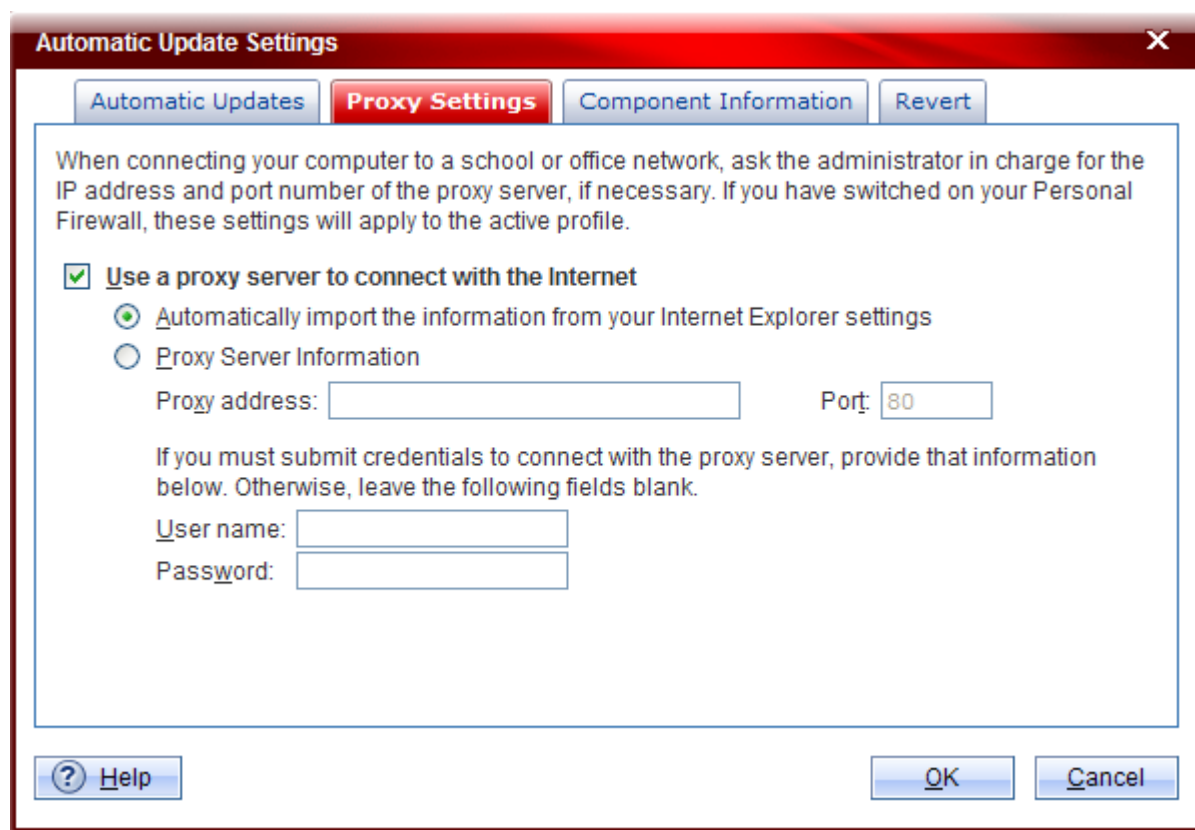 Automatic Update Settings
Automatic Updates Proxy Settings Component Information Revert
When connecting your computer to a school or office network, ask the administrator in charge for the
IP address and port number of the proxy server, if necessary. If you have switched on your Personal
Firewall, these settings will apply to the active profile.
Use a proxy server to connect with the Internet
Automatically import the information from your Internet Explorer settings
Proxy Server Information
Proxy address: Port: 80
If you must submit credentials to connect with the proxy server, provide that information
below. Otherwise, leave the following fields blank.
User name:
Password:
? Help OK Cancel